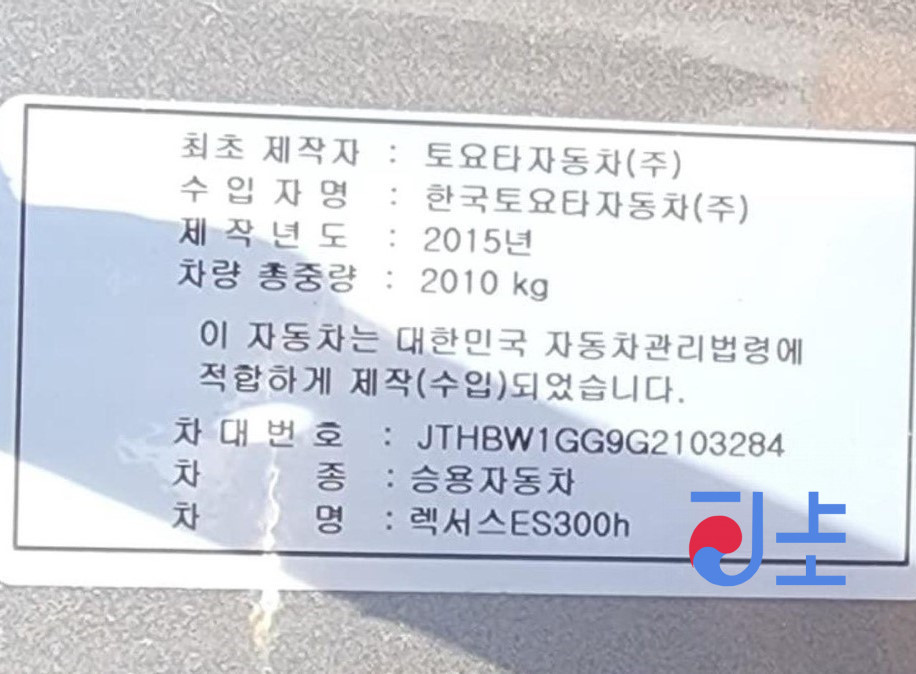 최초 제작자 : 토요타자동차(주)
수입자명 : 한국토요타자동차(주)
제작년도 : 2015년
차량 총중량 : 2010 kg
이 자동차는 대한민국 자동차관리법령에
적합하게 제작(수입)되었습니다.
차대번호 : JTHBW1GG9G2103284
차 종 : 승용자동차
차 명 : 렉서스ES300h